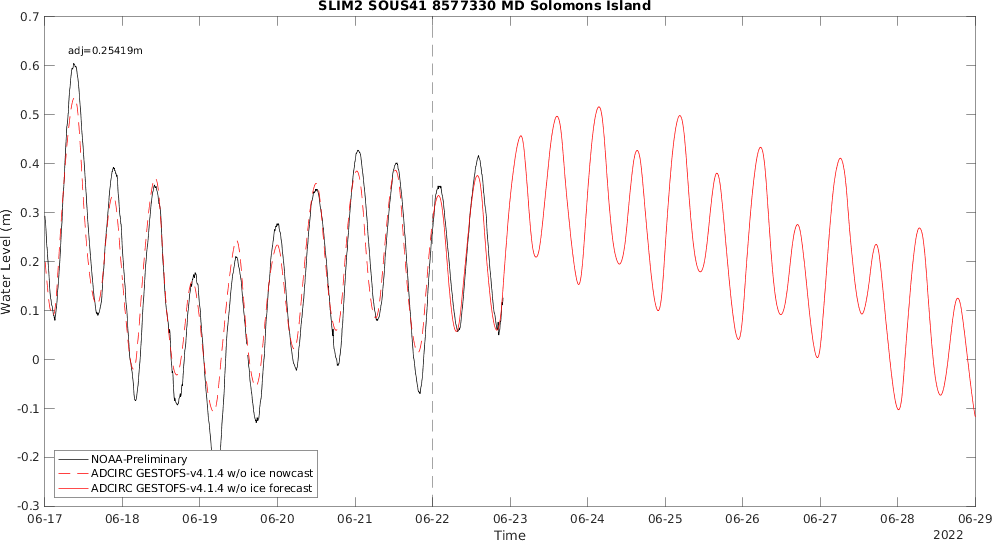 SLIM2 SOUS41 8577330 MD Solomons Island
0.7
adj=0.25419m
0.6
0.5
0.4
0.3
0.2
0.1
0
-0.1
-0.2
-0.3
Water Level (m)
NOAA-Preliminary
ADCIRC GESTOFS-v4.1.4 w/o ice nowcast
ADCIRC GESTOFS-v4.1.4 w/o ice forecast
06-17 06-18 06-19 06-20 06-21 06-22 06-23 06-24 06-25 06-26 06-27 06-28 06-29
Time
2022